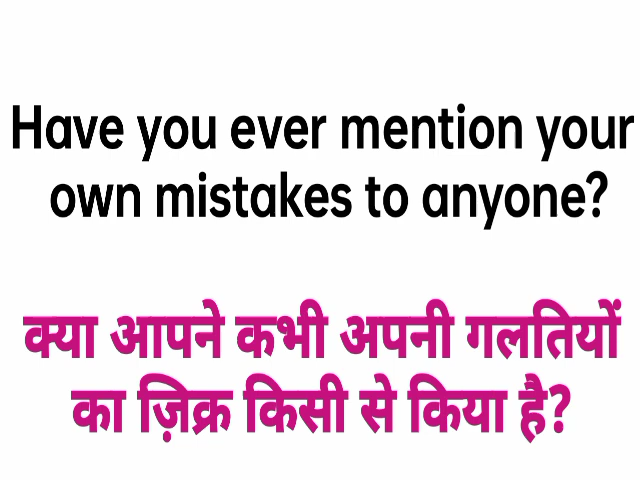 Have you ever mention your
own mistakes to anyone?
क्या आपने कभी अपनी गलतियों
का ज़िक्र किसी से किया है?